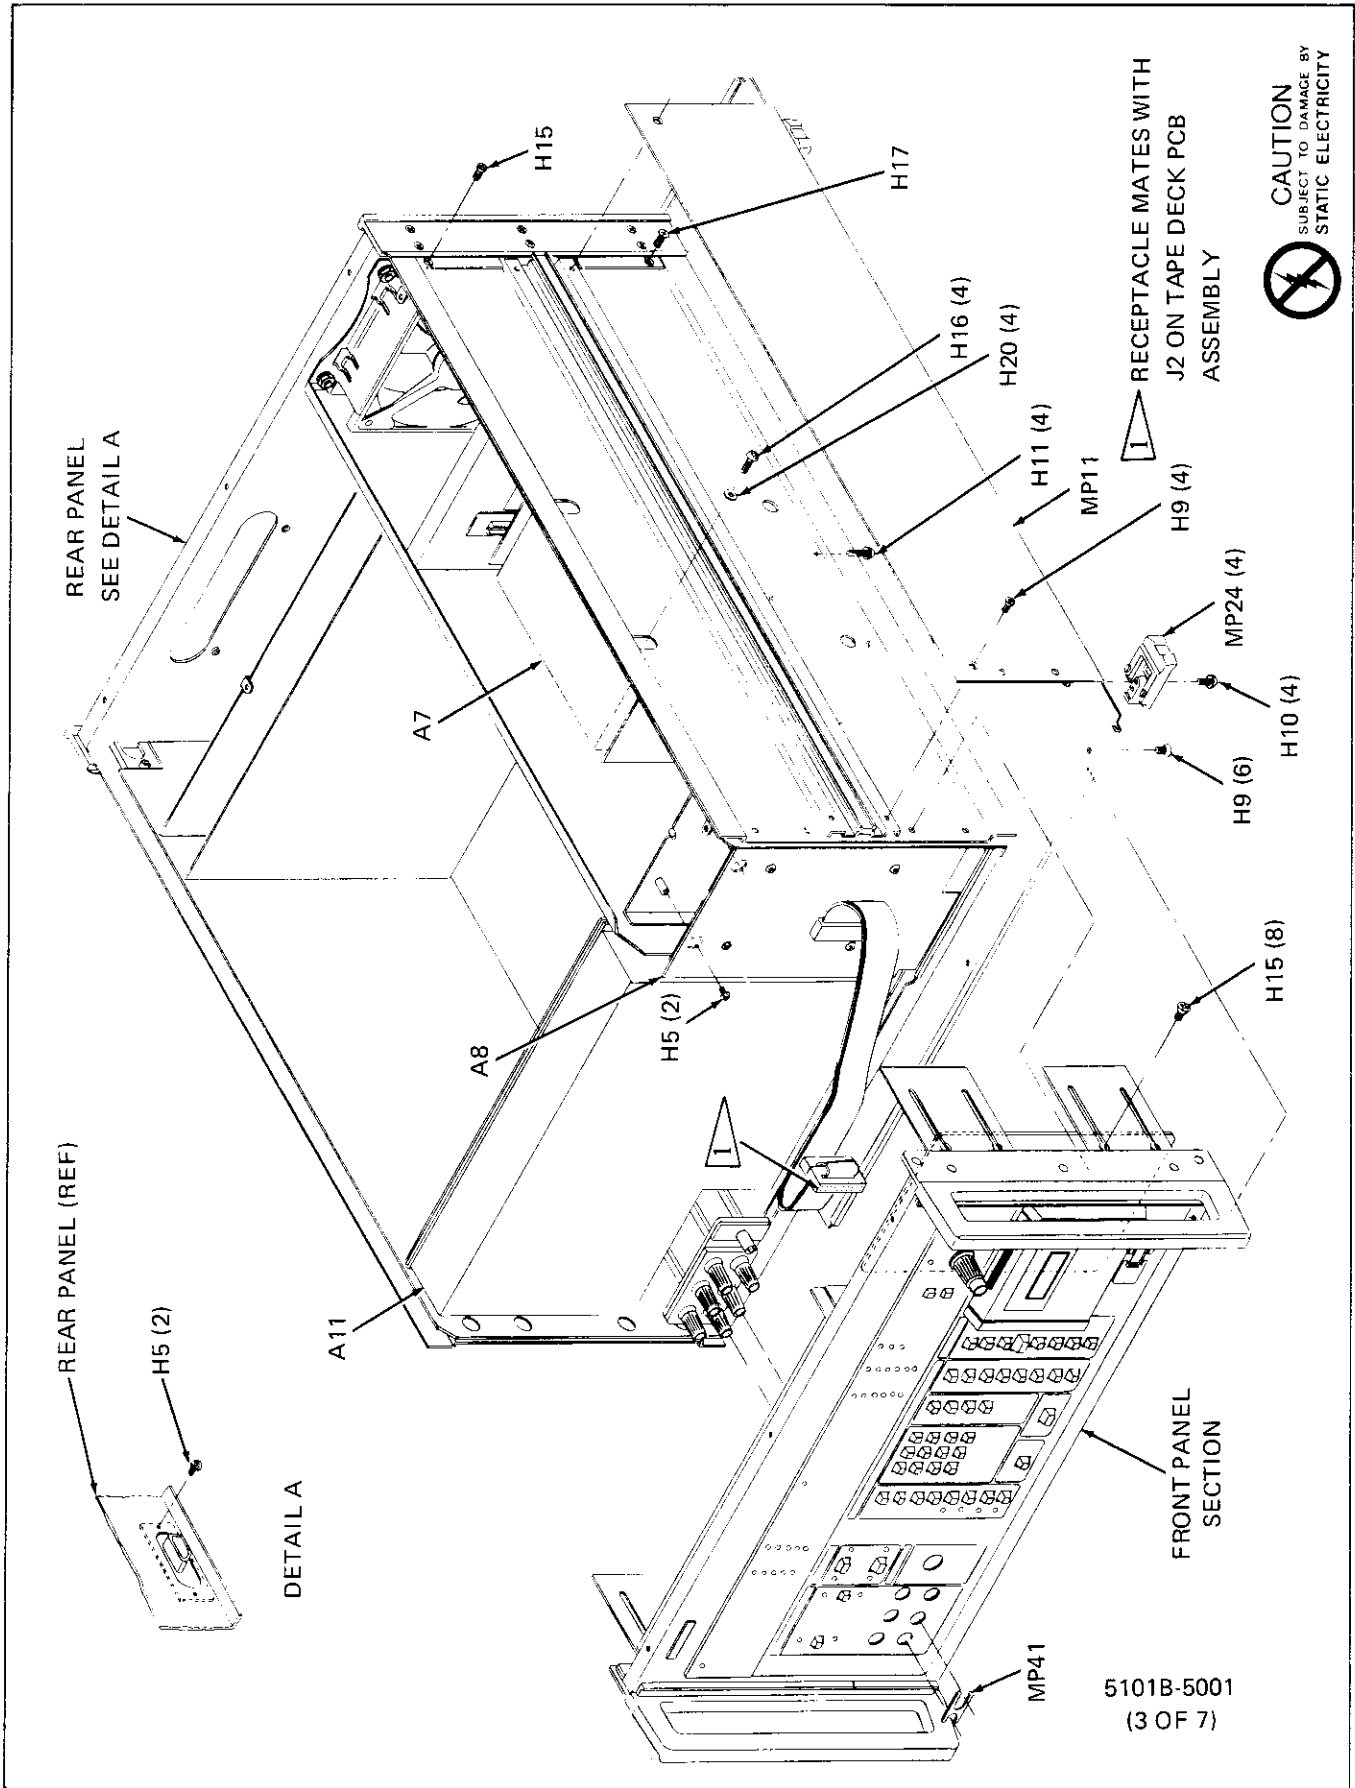 REAR PANEL (REF)
H5 (2)
DETAIL A
REAR PANEL
SEE DETAIL A
A11
A8
H5 (2)
A7
H15
H17
H16 (4)
H20 (4)
H11 (4)
MP11
H9 (4)
MP24 (4)
H10 (4)
H9 (6)
H15 (8)
1
1
RECEPTACLE MATES WITH
J2 ON TAPE DECK PCB
ASSEMBLY
FRONT PANEL
SECTION
MP41
CAUTION
SUBJECT TO DAMAGE BY
STATIC ELECTRICITY
5101B-5001
(3 OF 7)